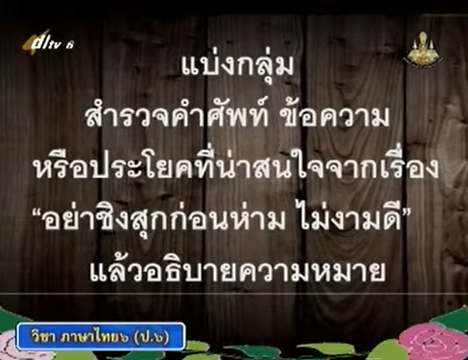 dltv 6
แบ่งกลุ่ม
สำรวจคำศัพท์ ข้อความ
หรือประโยคที่น่าสนใจจากเรื่อง
“อย่าชิงสุกก่อนห่าม ไม่งามดี”
แล้วอธิบายความหมาย
วิชา ภาษาไทย๖ (ป.๖)